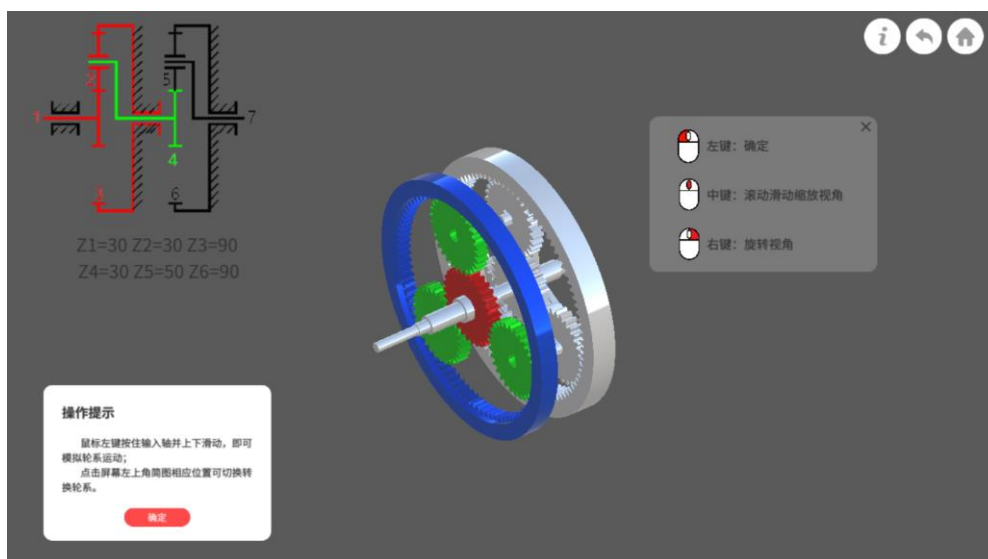 i
2
5
1
7
4
3
6
Z1=30 Z2=30 Z3=90
Z4=30 Z5=50 Z6=90
左键：确定
中键：滚动滑动缩放视角
右键：旋转视角
操作提示
鼠标左键按住输入轴并上下滑动，即可
模拟轮系运动；
点击屏幕左上角简图相应位置可切换转
换轮系。
确定